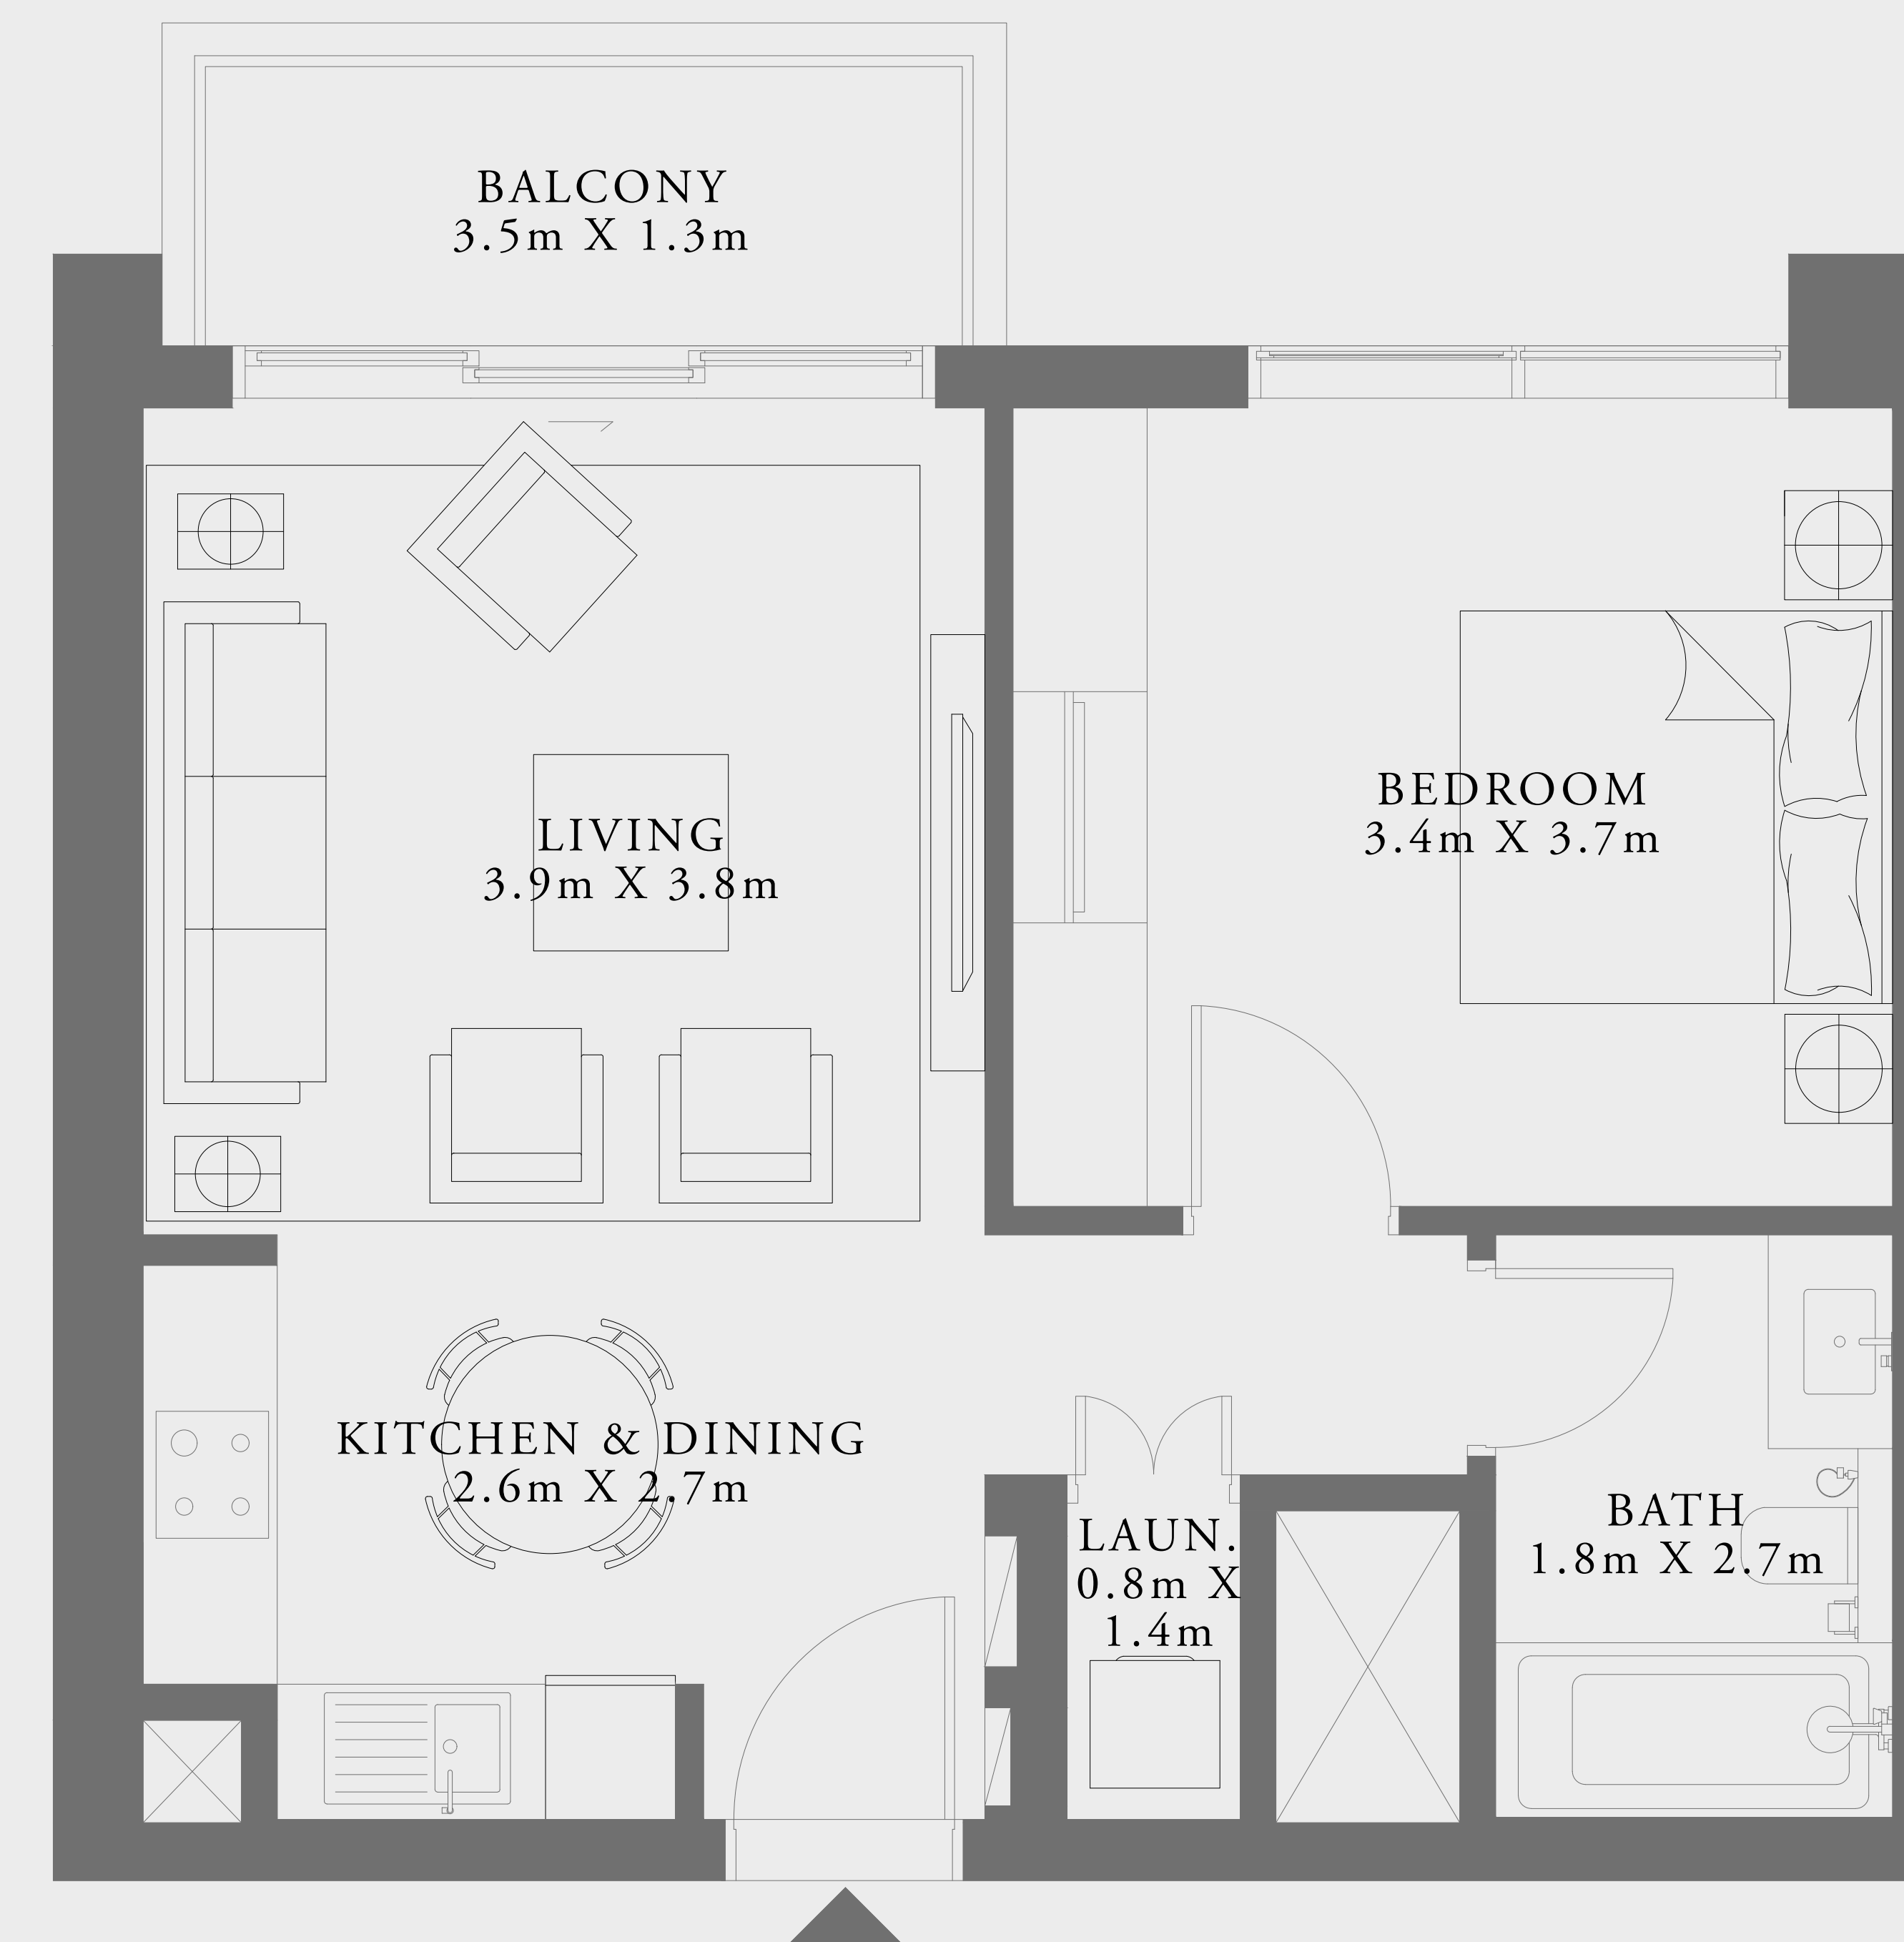 BALCONY
3.5m X 1.3m
LIVING
3.9m X 3.8m
BEDROOM
3.4m X 3.7m
KITCHEN & DINING
2.6m X 2.7m
LAUN.
0.8m X
1.4m
BATH
1.8m X 2.7m